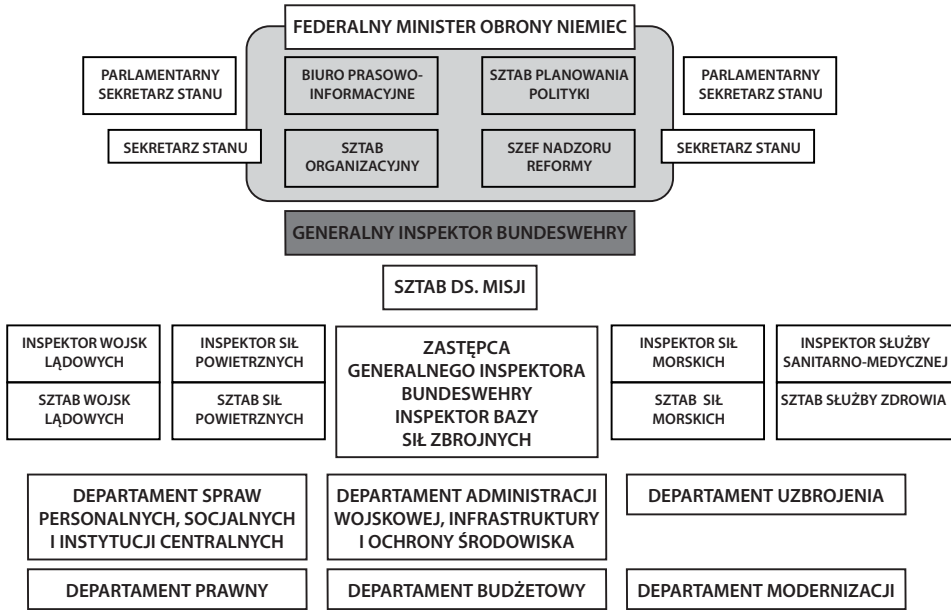 FEDERALNY MINISTER OBRONY NIEMIEC
PARLAMENTARNY
SEKRETARZ STANU
BIURO PRASOWO-
INFORMACYJNE
SZTAB PLANOWANIA
POLITYKI
PARLAMENTARNY
SEKRETARZ STANU
SEKRETARZ STANU
SZTAB
ORGANIZACYJNY
SZEF NADZORU
REFORMY
SEKRETARZ STANU
GENERALNY INSPEKTOR BUNDESWEHRY
SZTAB DS. MISJI
INSPEKTOR WOJSK
LĄDOWYCH
SZTAB WOJSK
LĄDOWYCH
INSPEKTOR SIŁ
POWIETRZNYCH
SZTAB SIŁ
POWIETRZNYCH
ZASTĘPCA
GENERALNEGO INSPEKTORA
BUNDESWEHRY
INSPEKTOR BAZY
SIŁ ZBROJNYCH
INSPEKTOR SIŁ
MORSKICH
SZTAB SIŁ
MORSKICH
INSPEKTOR SŁUŻBY
SANITARNO-MEDYCZNEJ
SZTAB SŁUŻBY ZDROWIA
DEPARTAMENT SPRAW
PERSONALNYCH, SOCJALNYCH
I INSTYTUCJI CENTRALNYCH
DEPARTAMENT ADMINISTRACJI
WOJSKOWEJ, INFRASTRUKTURY
I OCHRONY ŚRODOWISKA
DEPARTAMENT UZBROJENIA
DEPARTAMENT PRAWNY
DEPARTAMENT BUDŻETOWY
DEPARTAMENT MODERNIZACJI